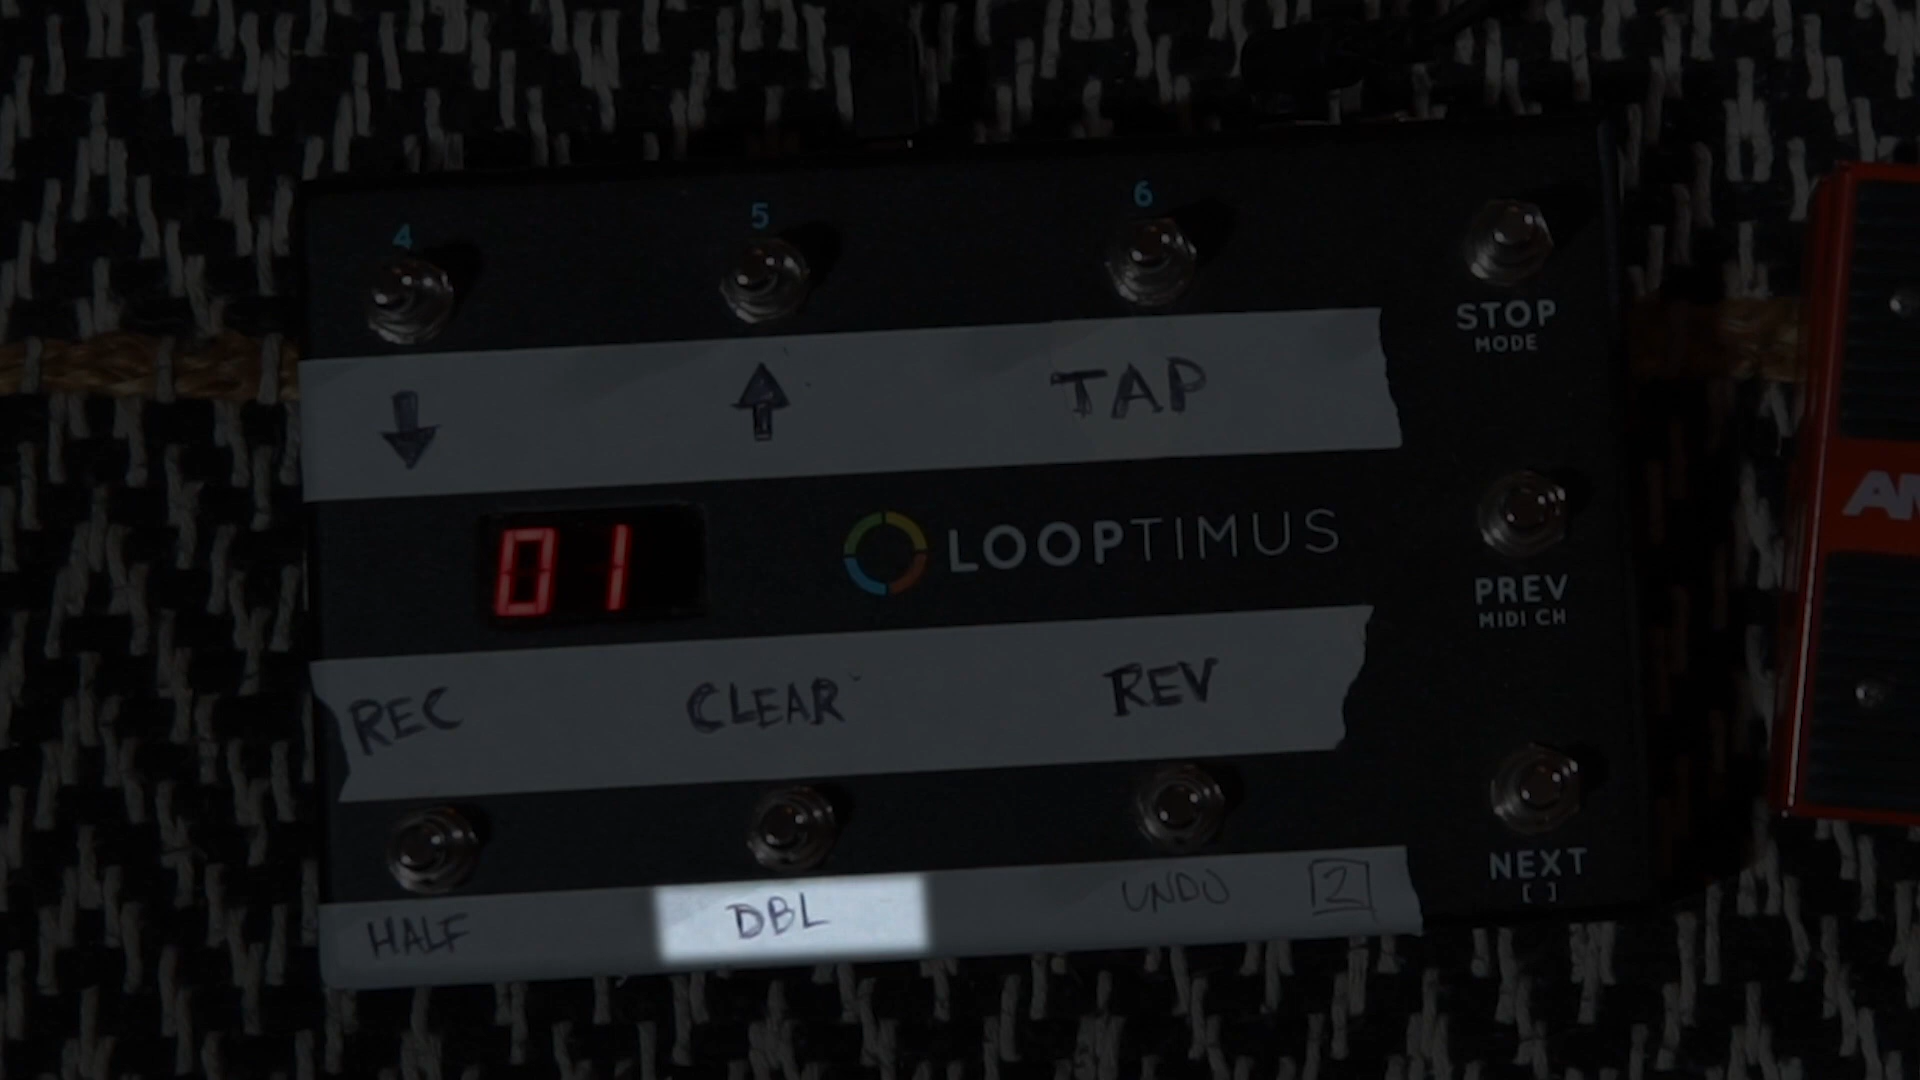 4 5 6
STOP
MODE
↓ ↑ TAP
01 LOOPTIMUS
PREV
MIDI CH
REC CLEAR REV
NEXT
[ ]
HALF DBL UNDO 2